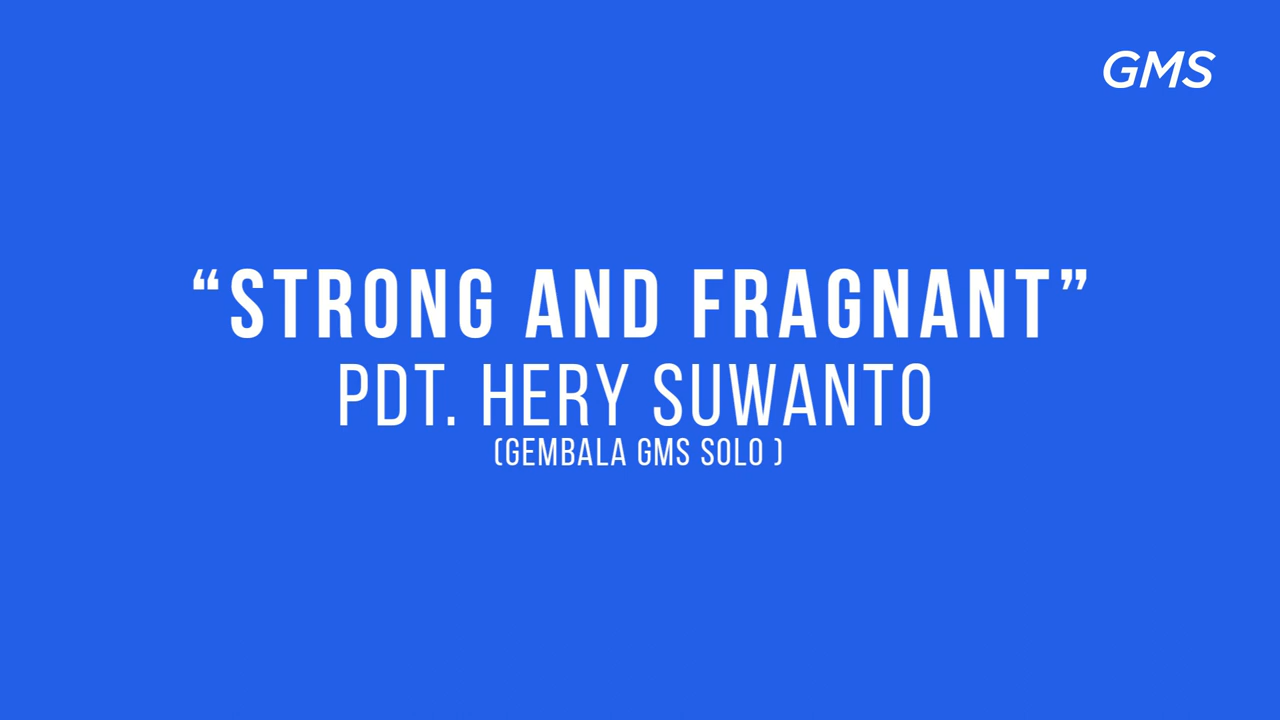 GMS
“STRONG AND FRAGNANT”
PDT. HERY SUWANTO
(GEMBALA GMS SOLO )